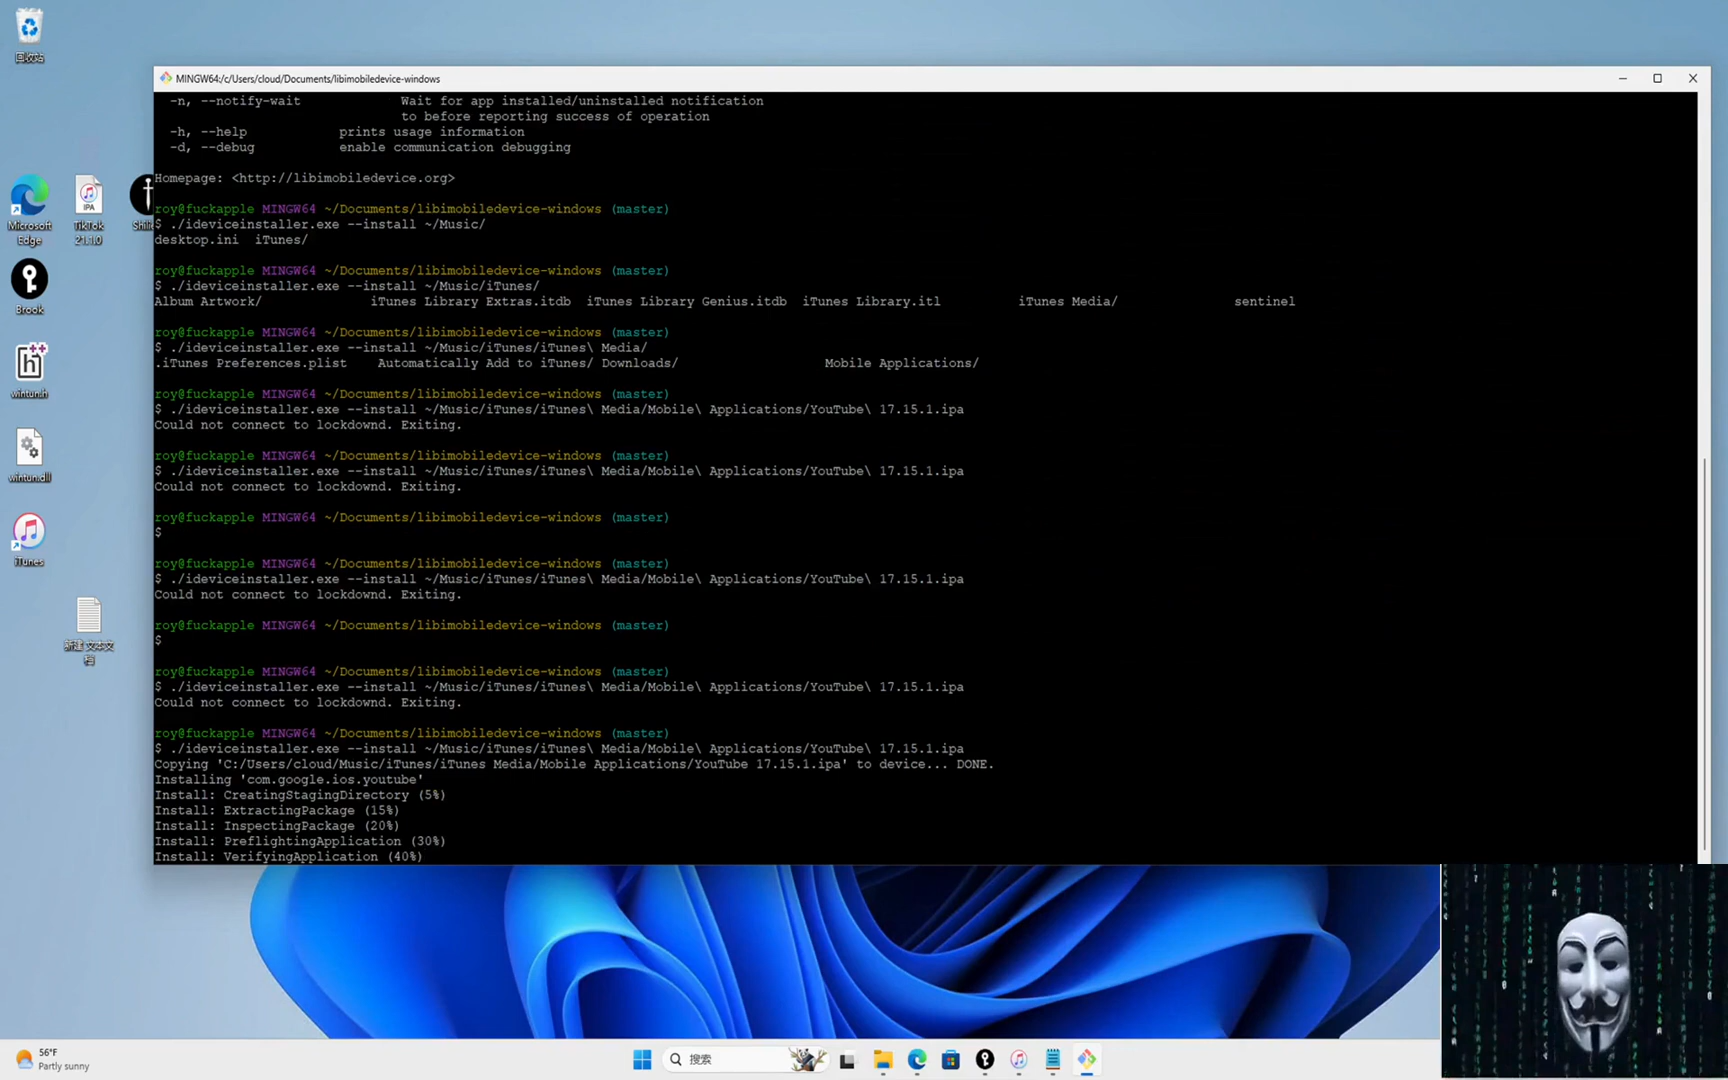 回收站
MINGW64:/c/Users/cloud/Documents/libimobiledevice-windows
-n, --notify-wait Wait for app installed/uninstalled notification
to before reporting success of operation
-h, --help prints usage information
-d, --debug enable communication debugging
Homepage: <http://libimobiledevice.org>
roy@fuckapple MINGW64 ~/Documents/libimobiledevice-windows (master)
$ ./ideviceinstaller.exe --install ~/Music/
desktop.ini iTunes/
roy@fuckapple MINGW64 ~/Documents/libimobiledevice-windows (master)
$ ./ideviceinstaller.exe --install ~/Music/iTunes/
Album Artwork/ iTunes Library Extras.itdb iTunes Library Genius.itdb iTunes Library.itl iTunes Media/ sentinel
roy@fuckapple MINGW64 ~/Documents/libimobiledevice-windows (master)
$ ./ideviceinstaller.exe --install ~/Music/iTunes/iTunes\ Media/
.iTunes Preferences.plist Automatically Add to iTunes/ Downloads/ Mobile Applications/
roy@fuckapple MINGW64 ~/Documents/libimobiledevice-windows (master)
$ ./ideviceinstaller.exe --install ~/Music/iTunes/iTunes\ Media/Mobile\ Applications/YouTube\ 17.15.1.ipa
Could not connect to lockdownd. Exiting.
roy@fuckapple MINGW64 ~/Documents/libimobiledevice-windows (master)
$ ./ideviceinstaller.exe --install ~/Music/iTunes/iTunes\ Media/Mobile\ Applications/YouTube\ 17.15.1.ipa
Could not connect to lockdownd. Exiting.
roy@fuckapple MINGW64 ~/Documents/libimobiledevice-windows (master)
$
roy@fuckapple MINGW64 ~/Documents/libimobiledevice-windows (master)
$ ./ideviceinstaller.exe --install ~/Music/iTunes/iTunes\ Media/Mobile\ Applications/YouTube\ 17.15.1.ipa
Could not connect to lockdownd. Exiting.
roy@fuckapple MINGW64 ~/Documents/libimobiledevice-windows (master)
$
roy@fuckapple MINGW64 ~/Documents/libimobiledevice-windows (master)
$ ./ideviceinstaller.exe --install ~/Music/iTunes/iTunes\ Media/Mobile\ Applications/YouTube\ 17.15.1.ipa
Could not connect to lockdownd. Exiting.
roy@fuckapple MINGW64 ~/Documents/libimobiledevice-windows (master)
$ ./ideviceinstaller.exe --install ~/Music/iTunes/iTunes\ Media/Mobile\ Applications/YouTube\ 17.15.1.ipa
Copying 'C:/Users/cloud/Music/iTunes/iTunes Media/Mobile Applications/YouTube 17.15.1.ipa' to device... DONE.
Installing 'com.google.ios.youtube'
Install: CreatingStagingDirectory (5%)
Install: ExtractingPackage (15%)
Install: InspectingPackage (20%)
Install: PreflightingApplication (30%)
Install: VerifyingApplication (40%)
Microsoft
Edge
IPA
TikTok
21.1.0
Brook
h++
wintun.h
wintun.dll
iTunes
新建 文本文
档
56°F
Partly sunny
搜索